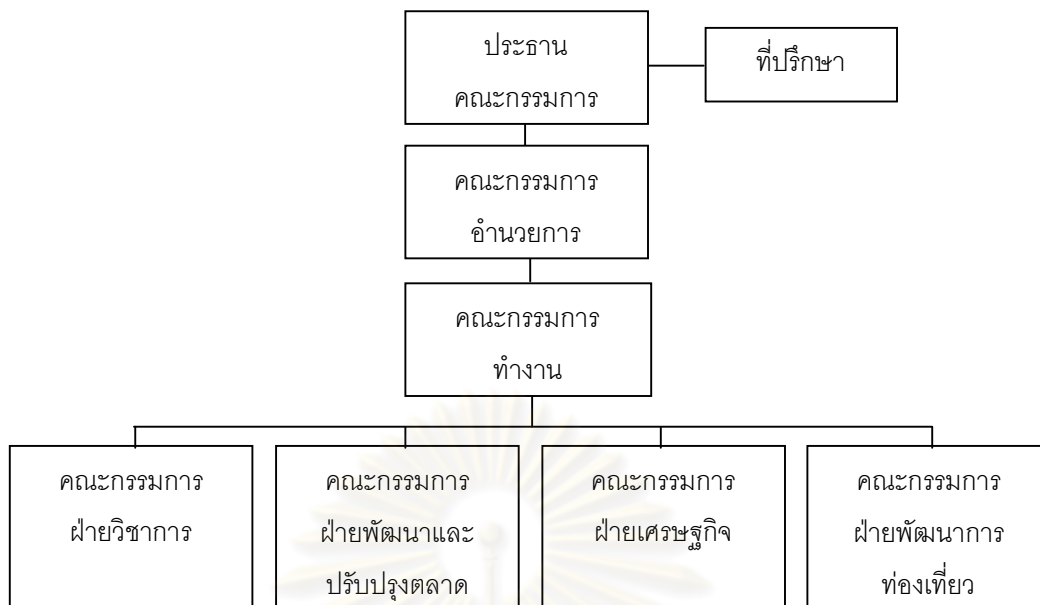 ประธาน
คณะกรรมการ
ที่ปรึกษา
คณะกรรมการ
อำนวยการ
คณะกรรมการ
ทำงาน
คณะกรรมการ
ฝ่ายวิชาการ
คณะกรรมการ
ฝ่ายพัฒนาและ
ปรับปรุงตลาด
คณะกรรมการ
ฝ่ายเศรษฐกิจ
คณะกรรมการ
ฝ่ายพัฒนาการ
ท่องเที่ยว